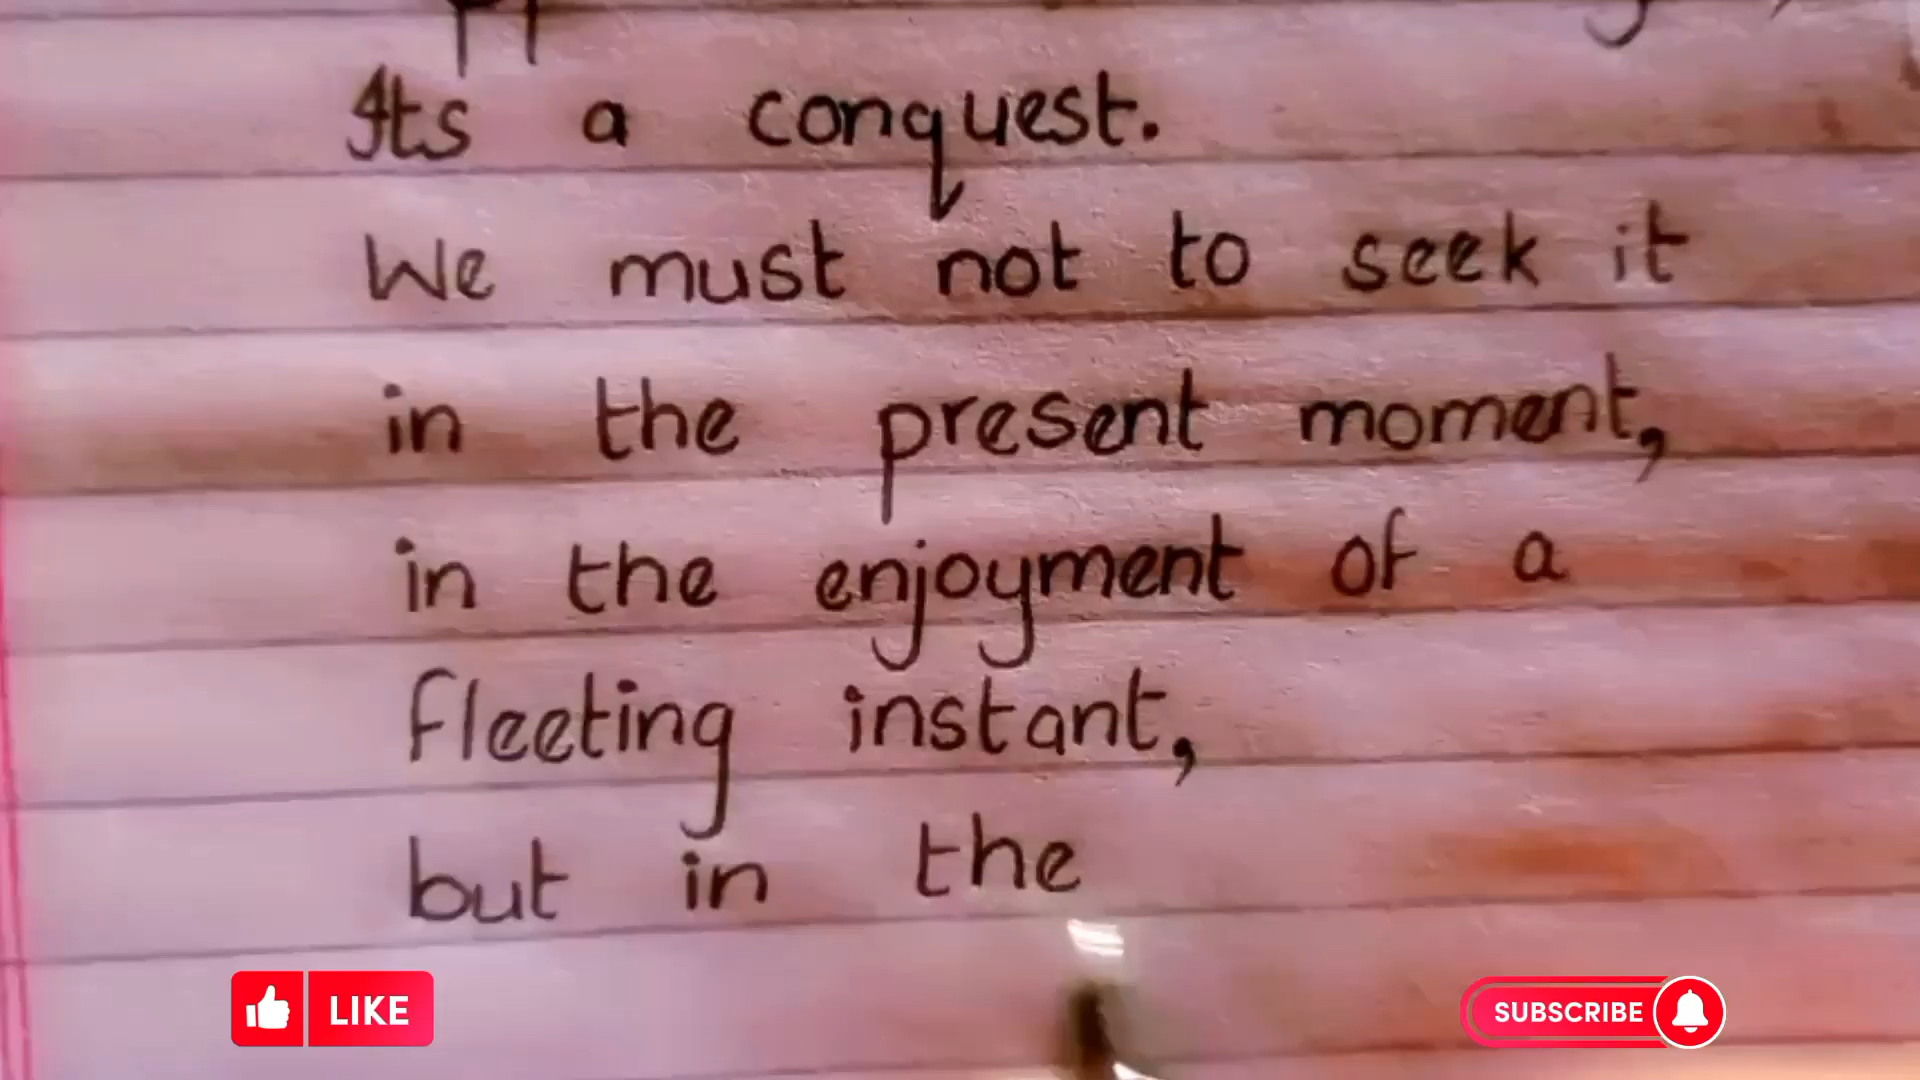 Its a conquest.
We must not to seek it
in the present moment,
in the enjoyment of a
fleeting instant,
but in the
LIKE
SUBSCRIBE